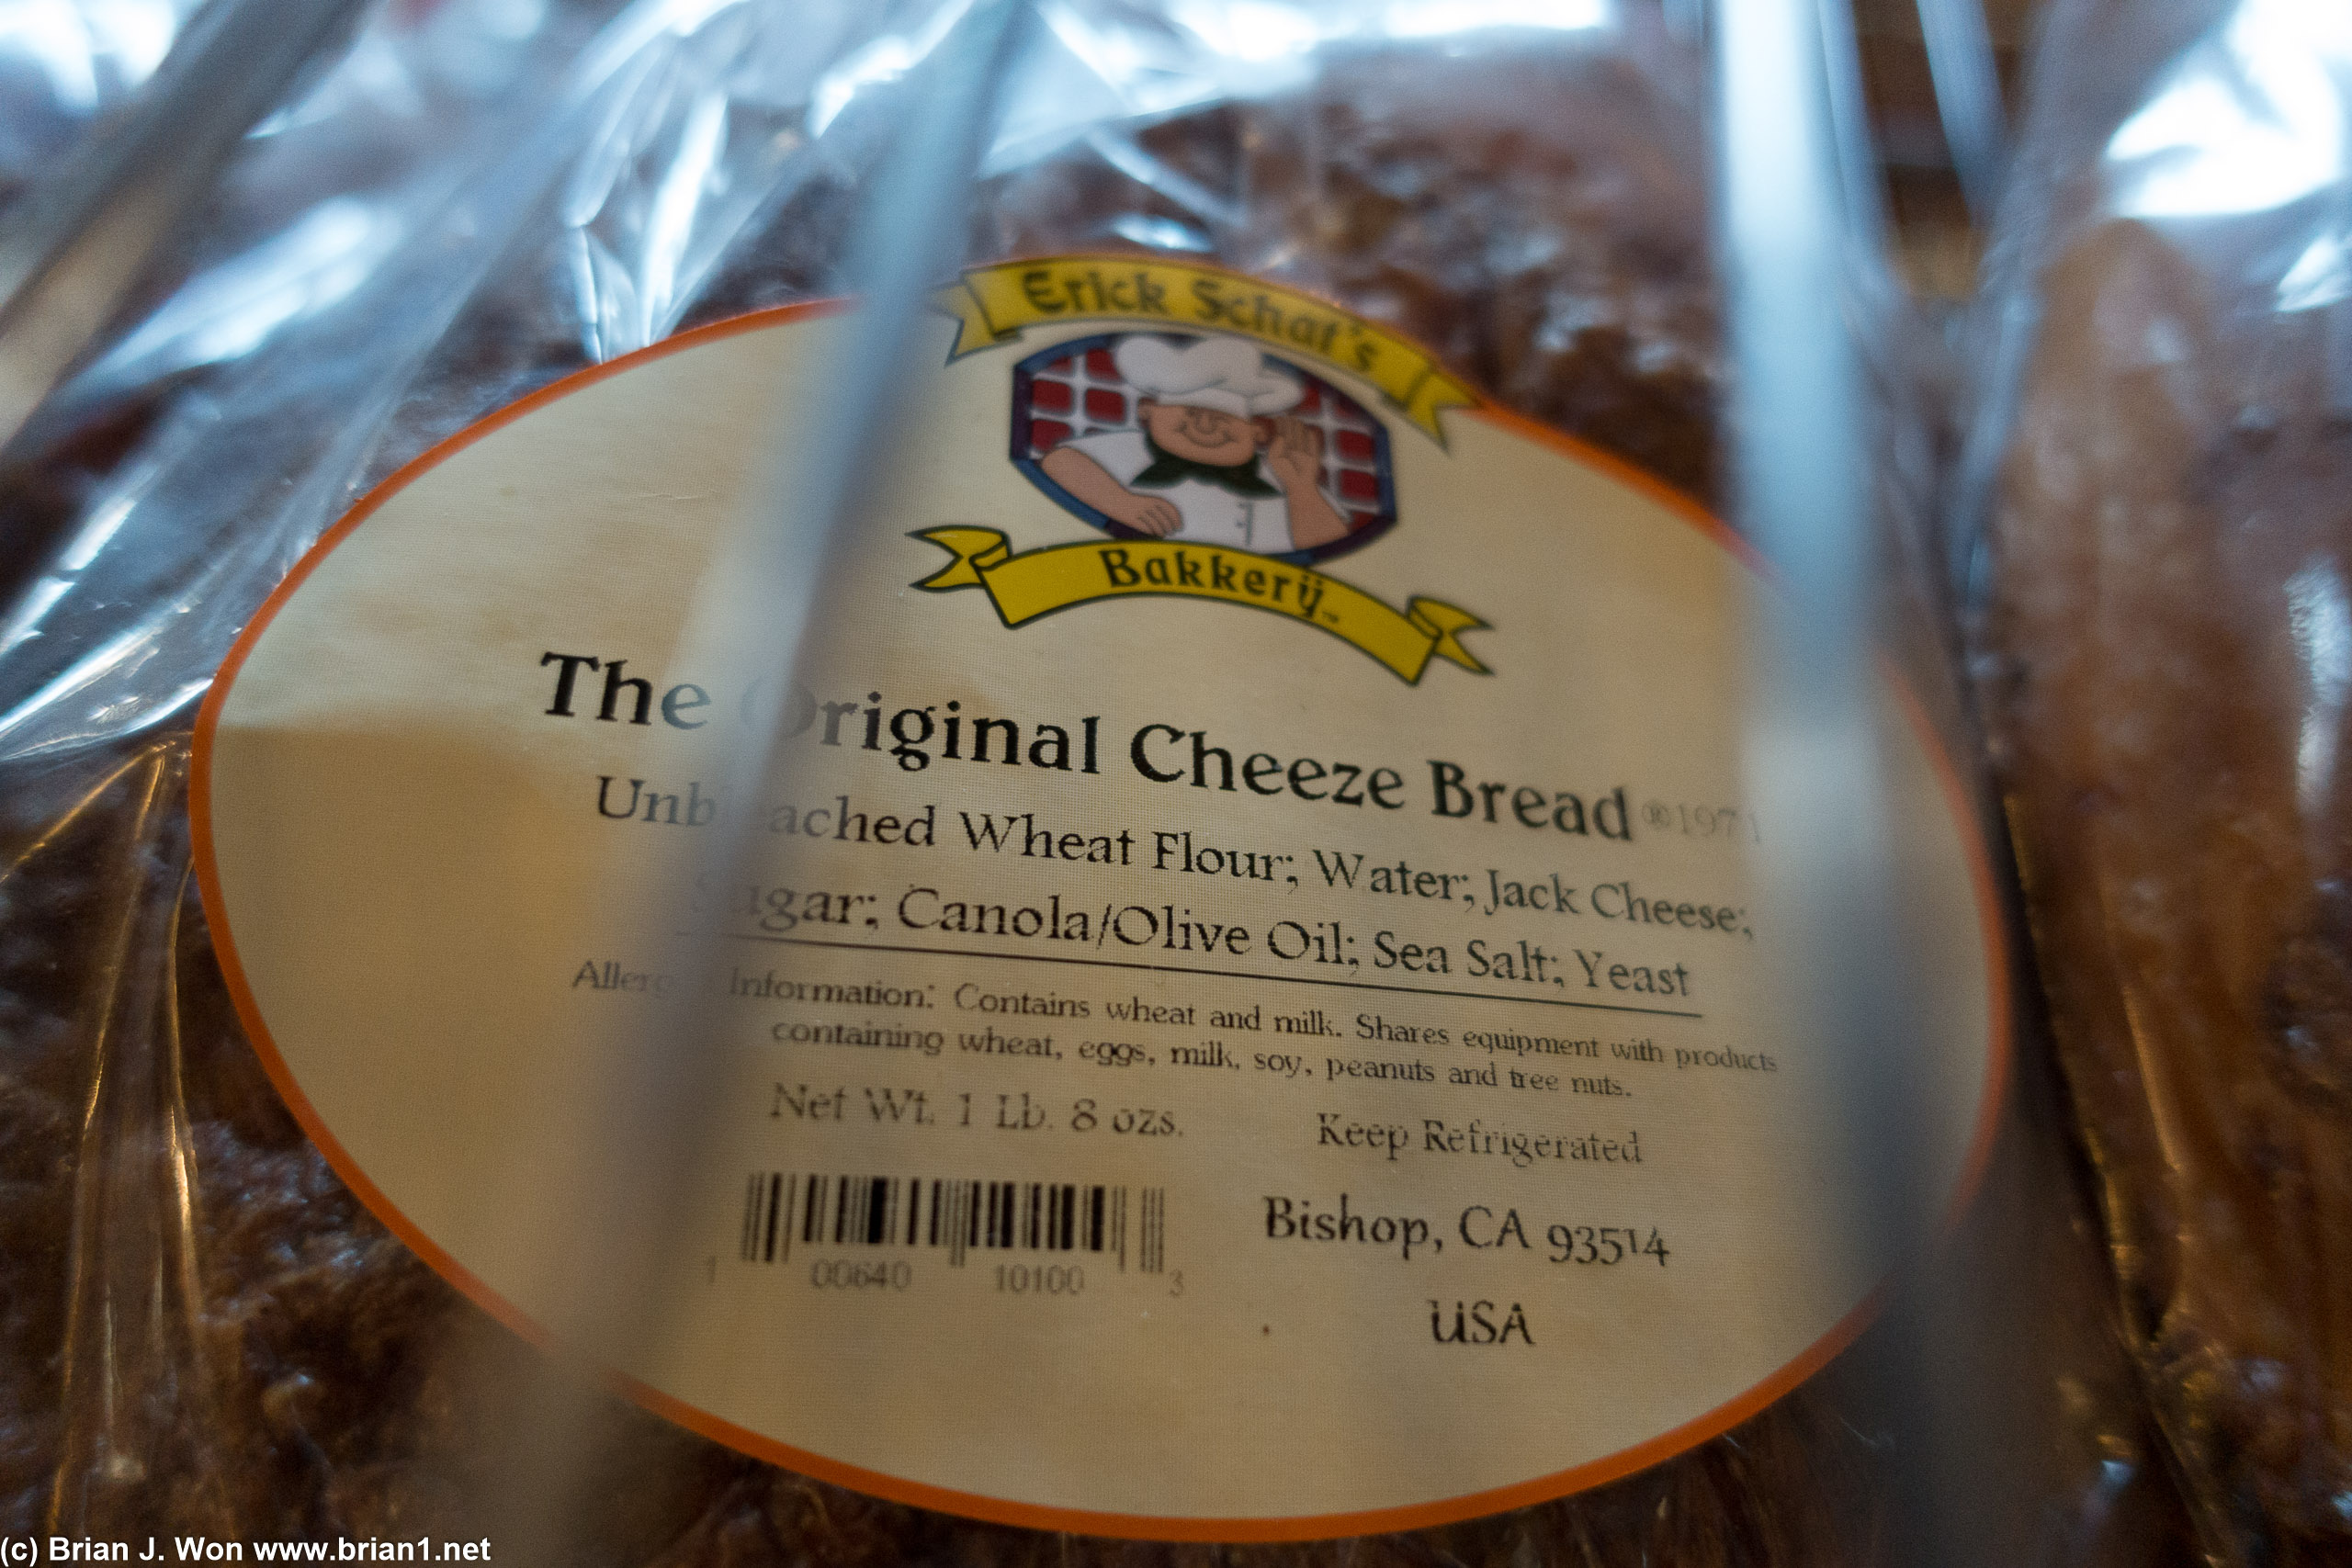 Erick Schat's
Bakkerÿ™
The Original Cheeze Bread ®1971
Unbleached Wheat Flour; Water; Jack Cheese;
Sugar; Canola/Olive Oil; Sea Salt; Yeast
Information: Contains wheat and milk. Shares equipment with products
containing wheat, eggs, milk, soy, peanuts and tree nuts.
Net Wt. 1 Lb. 8 ozs.
Keep Refrigerated
1 00640 10100 3
Bishop, CA 93514
USA
(c) Brian J. Won www.brian1.net